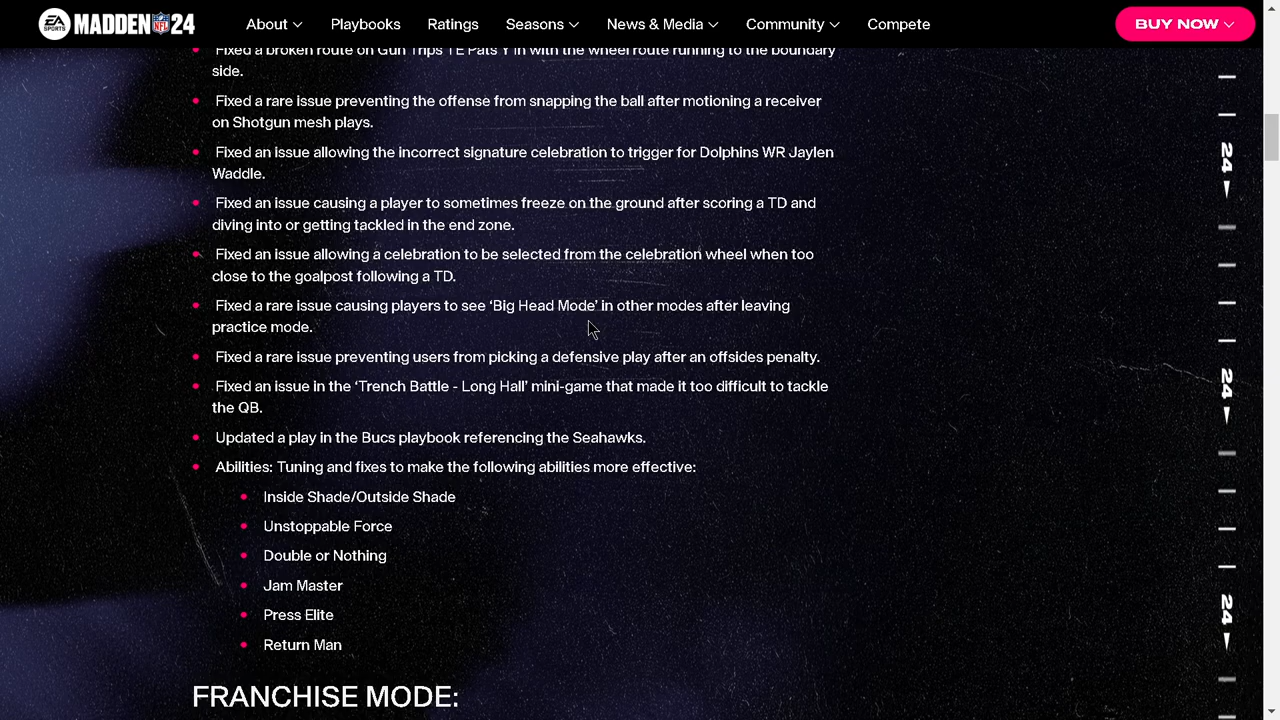 EA SPORTS MADDEN NFL 24 About Playbooks Ratings Seasons News & Media Community Compete BUY NOW
Fixed a broken route on Gun Trips TE Pats Y In with the wheel route running to the boundary
side.
Fixed a rare issue preventing the offense from snapping the ball after motioning a receiver
on Shotgun mesh plays.
Fixed an issue allowing the incorrect signature celebration to trigger for Dolphins WR Jaylen
Waddle.
Fixed an issue causing a player to sometimes freeze on the ground after scoring a TD and
diving into or getting tackled in the end zone.
Fixed an issue allowing a celebration to be selected from the celebration wheel when too
close to the goalpost following a TD.
Fixed a rare issue causing players to see ‘Big Head Mode’ in other modes after leaving
practice mode.
Fixed a rare issue preventing users from picking a defensive play after an offsides penalty.
Fixed an issue in the ‘Trench Battle - Long Hall’ mini-game that made it too difficult to tackle
the QB.
Updated a play in the Bucs playbook referencing the Seahawks.
Abilities: Tuning and fixes to make the following abilities more effective:
Inside Shade/Outside Shade
Unstoppable Force
Double or Nothing
Jam Master
Press Elite
Return Man
FRANCHISE MODE:
24
24
24